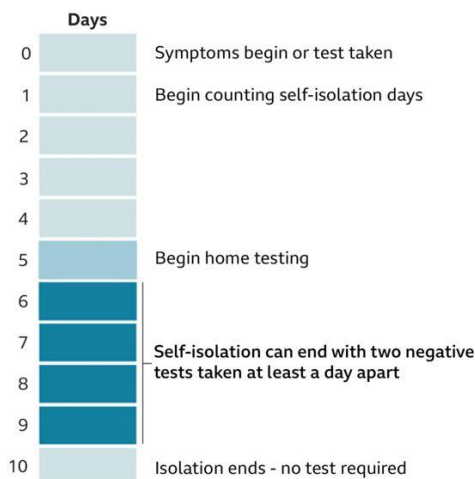 Days
0 Symptoms begin or test taken
1 Begin counting self-isolation days
2
3
4
5 Begin home testing
6
7
Self-isolation can end with two negative
tests taken at least a day apart
8
9
10 Isolation ends - no test required